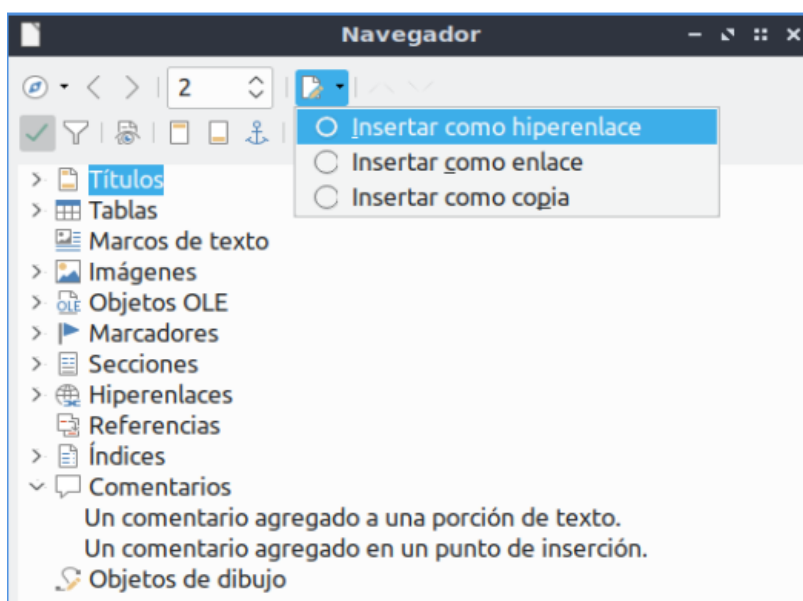 Navegador
2
Insertar como hiperenlace
Insertar como enlace
Insertar como copia
Títulos
Tablas
Marcos de texto
Imágenes
OLE Objetos OLE
Marcadores
Secciones
Hiperenlaces
Referencias
Índices
Comentarios
Un comentario agregado a una porción de texto.
Un comentario agregado en un punto de inserción.
Objetos de dibujo